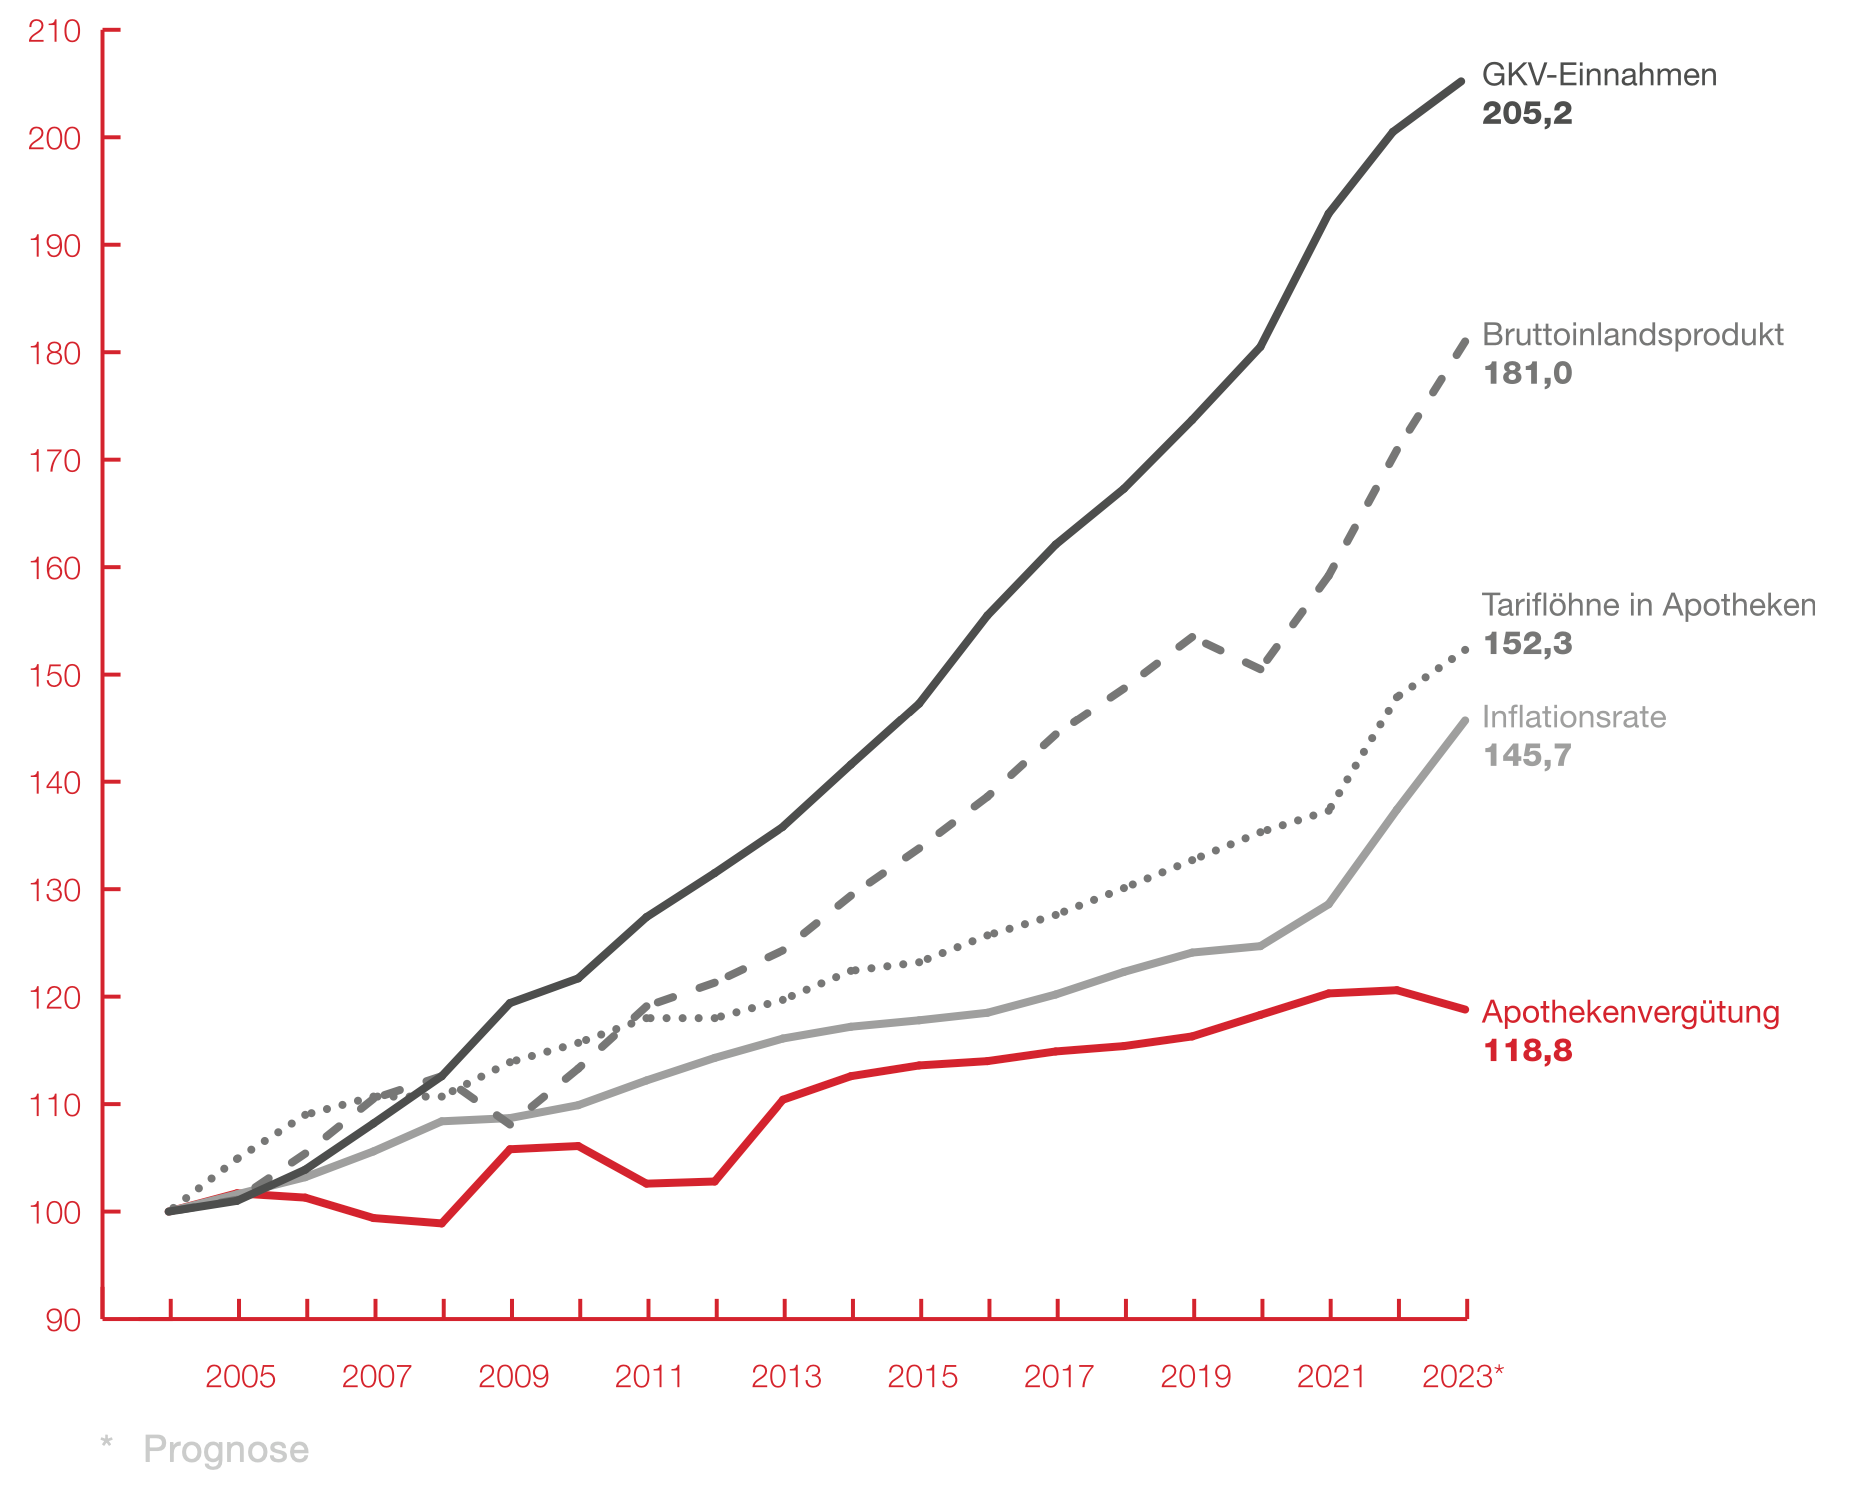 210
200
190
180
170
160
150
140
130
120
110
100
90
GKV-Einnahmen
205,2
Bruttoinlandsprodukt
181,0
Tariflöhne in Apotheken
152,3
Inflationsrate
145,7
Apothekenvergütung
118,8
2005 2007 2009 2011 2013 2015 2017 2019 2021 2023*
* Prognose